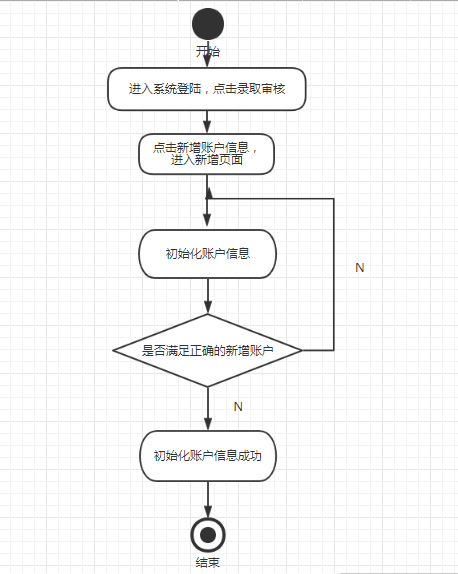 开始
进入系统登陆，点击录取审核
点击新增账户信息，
进入新增页面
初始化账户信息
N
是否满足正确的新增账户
N
初始化账户信息成功
结束